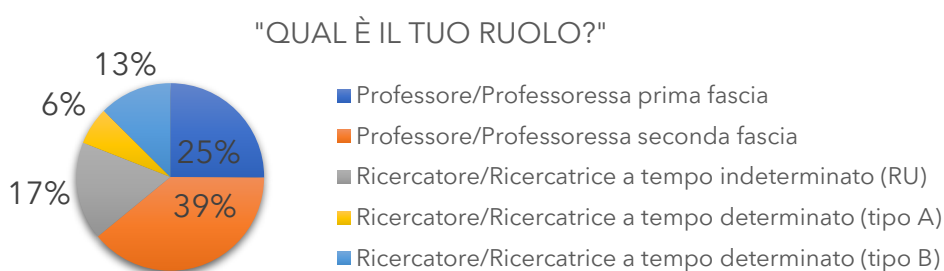 "QUAL È IL TUO RUOLO?"
13%
6%
25%
17%
39%
Professore/Professoressa prima fascia
Professore/Professoressa seconda fascia
Ricercatore/Ricercatrice a tempo indeterminato (RU)
Ricercatore/Ricercatrice a tempo determinato (tipo A)
Ricercatore/Ricercatrice a tempo determinato (tipo B)